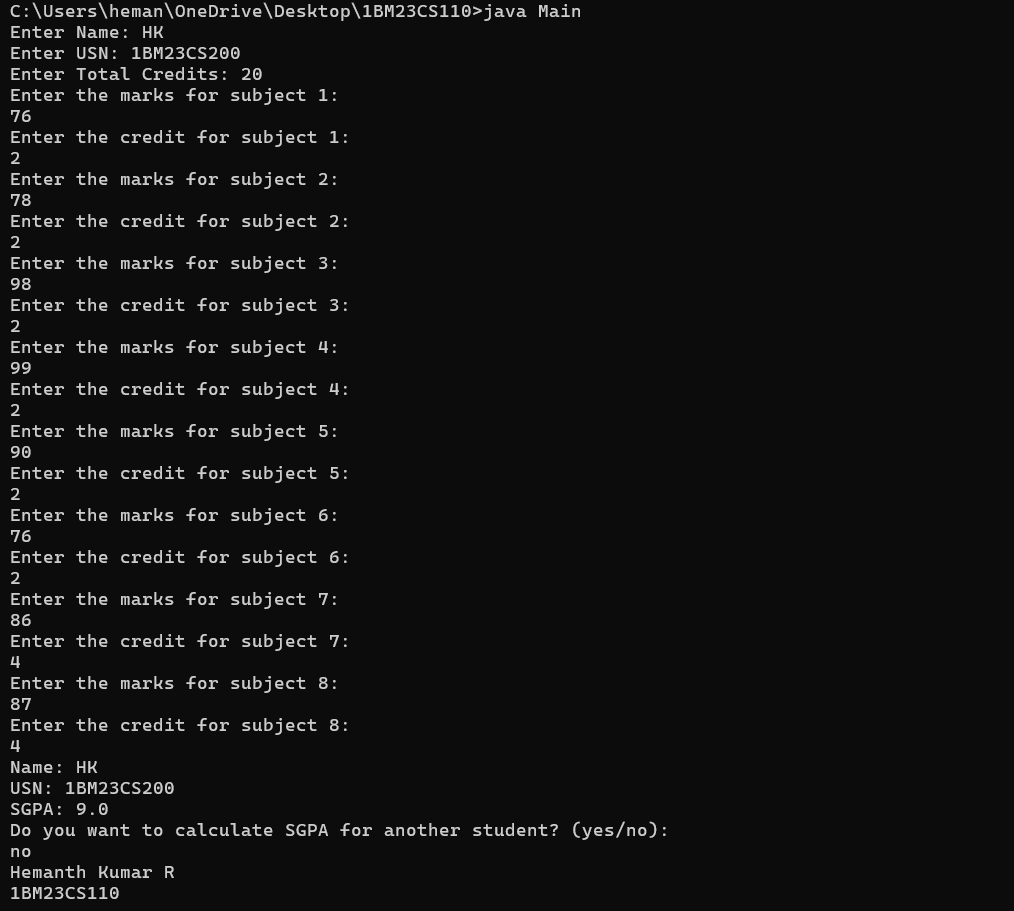 C:\Users\heman\OneDrive\Desktop\1BM23CS110>java Main
Enter Name: HK
Enter USN: 1BM23CS200
Enter Total Credits: 20
Enter the marks for subject 1:
76
Enter the credit for subject 1:
2
Enter the marks for subject 2:
78
Enter the credit for subject 2:
2
Enter the marks for subject 3:
98
Enter the credit for subject 3:
2
Enter the marks for subject 4:
99
Enter the credit for subject 4:
2
Enter the marks for subject 5:
90
Enter the credit for subject 5:
2
Enter the marks for subject 6:
76
Enter the credit for subject 6:
2
Enter the marks for subject 7:
86
Enter the credit for subject 7:
4
Enter the marks for subject 8:
87
Enter the credit for subject 8:
4
Name: HK
USN: 1BM23CS200
SGPA: 9.0
Do you want to calculate SGPA for another student? (yes/no):
no
Hemanth Kumar R
1BM23CS110